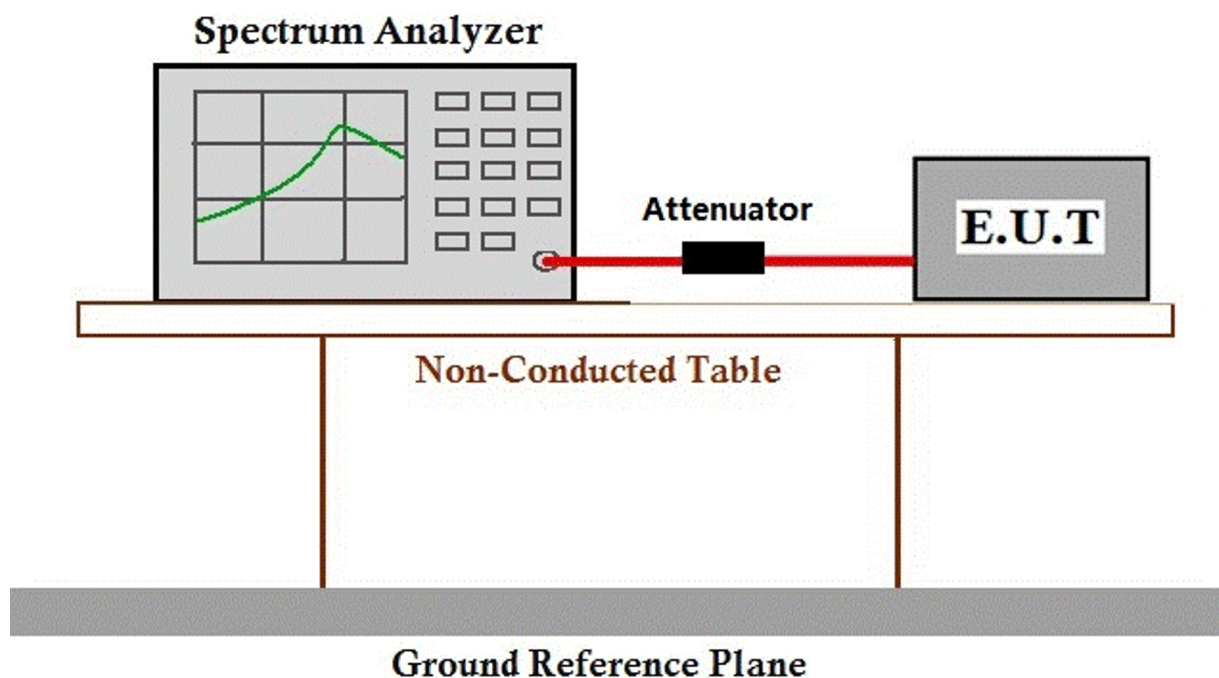 Spectrum Analyzer
Attenuator
E.U.T
Non-Conducted Table
Ground Reference Plane